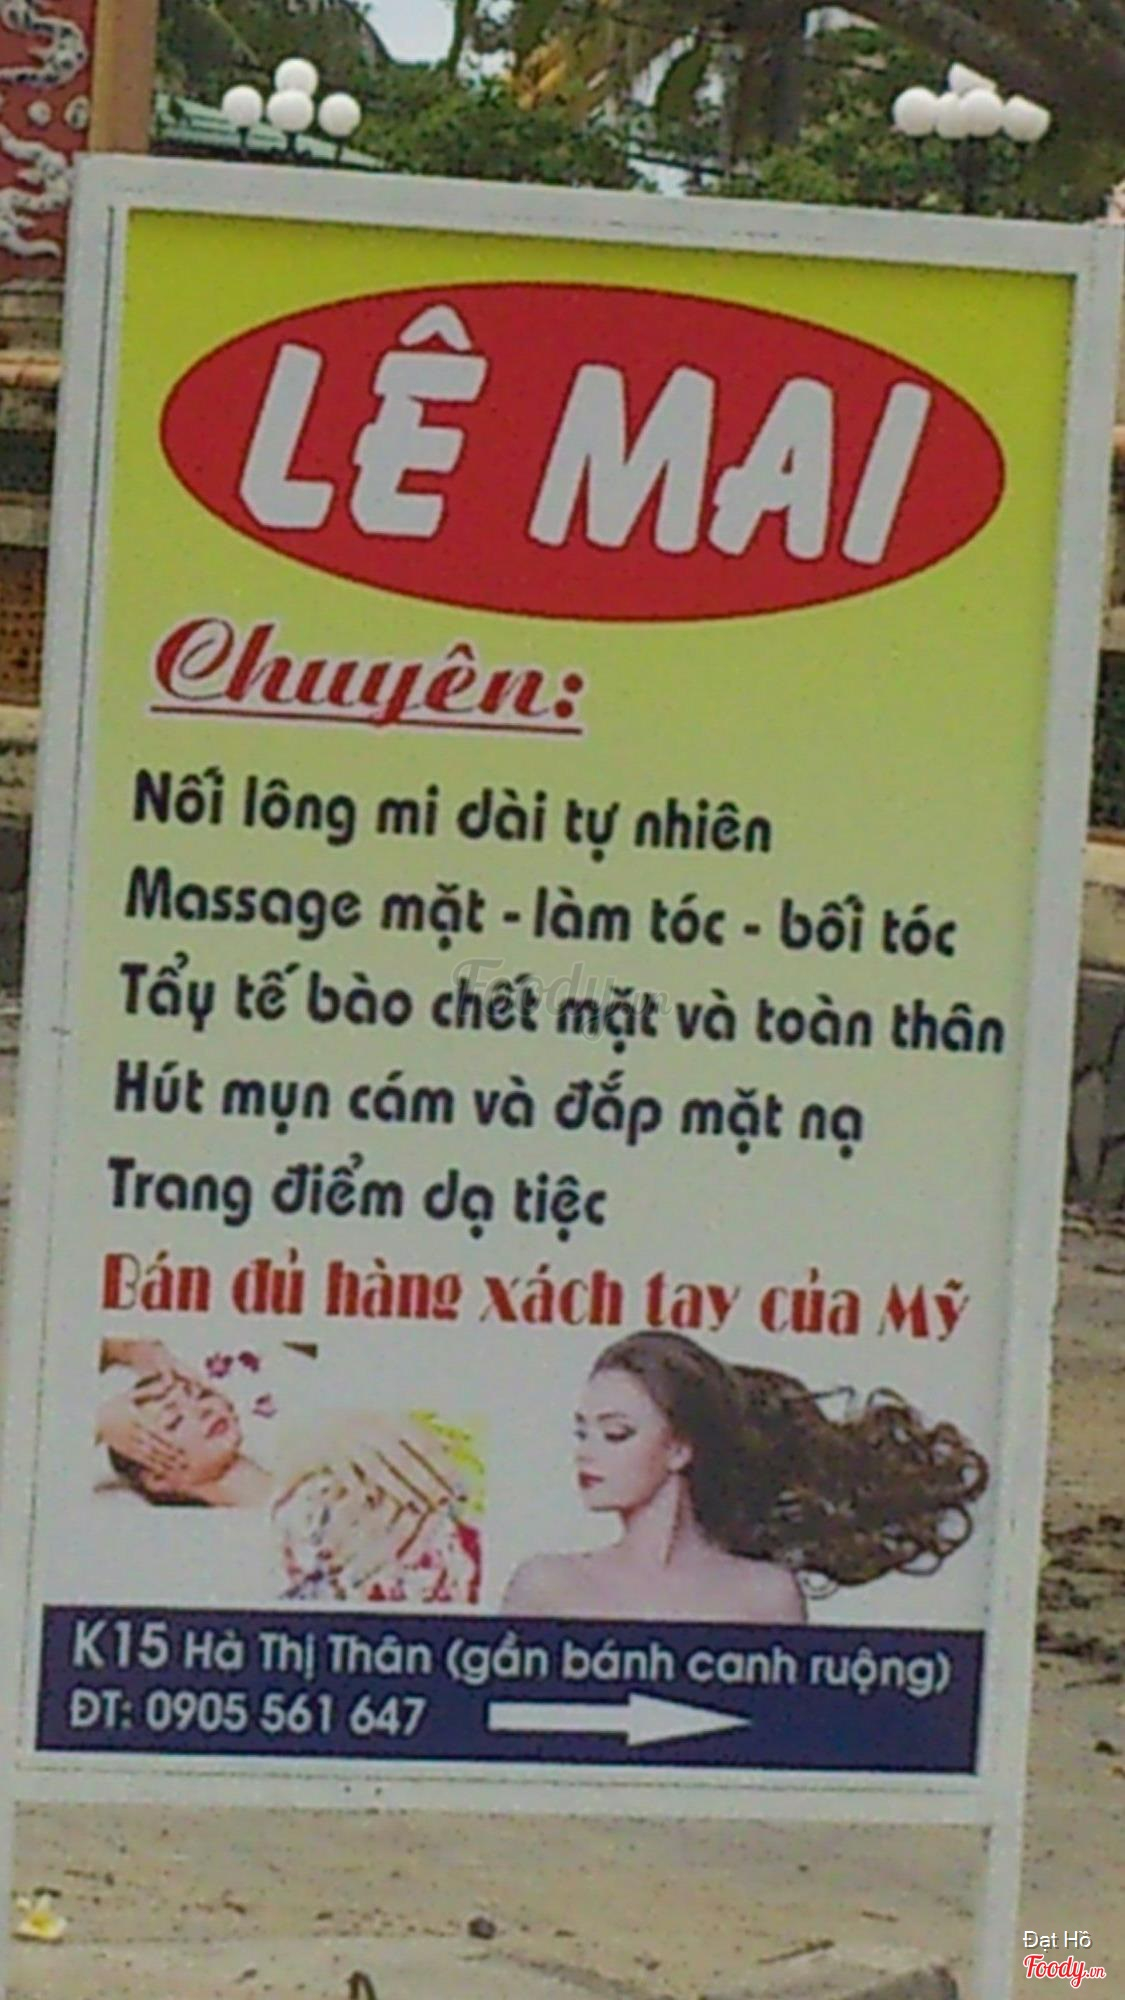 LÊ MAI
Chuyên:
Nối lông mi dài tự nhiên
Massage mặt - làm tóc - bối tóc
Tẩy tế bào chết mặt và toàn thân
Hút mụn cám và đắp mặt nạ
Trang điểm dạ tiệc
Bán đủ hàng xách tay của Mỹ
K15 Hà Thị Thân (gần bánh canh ruộng)
ĐT: 0905 561 647
Foody.vn
Đạt Hồ
Foody.vn